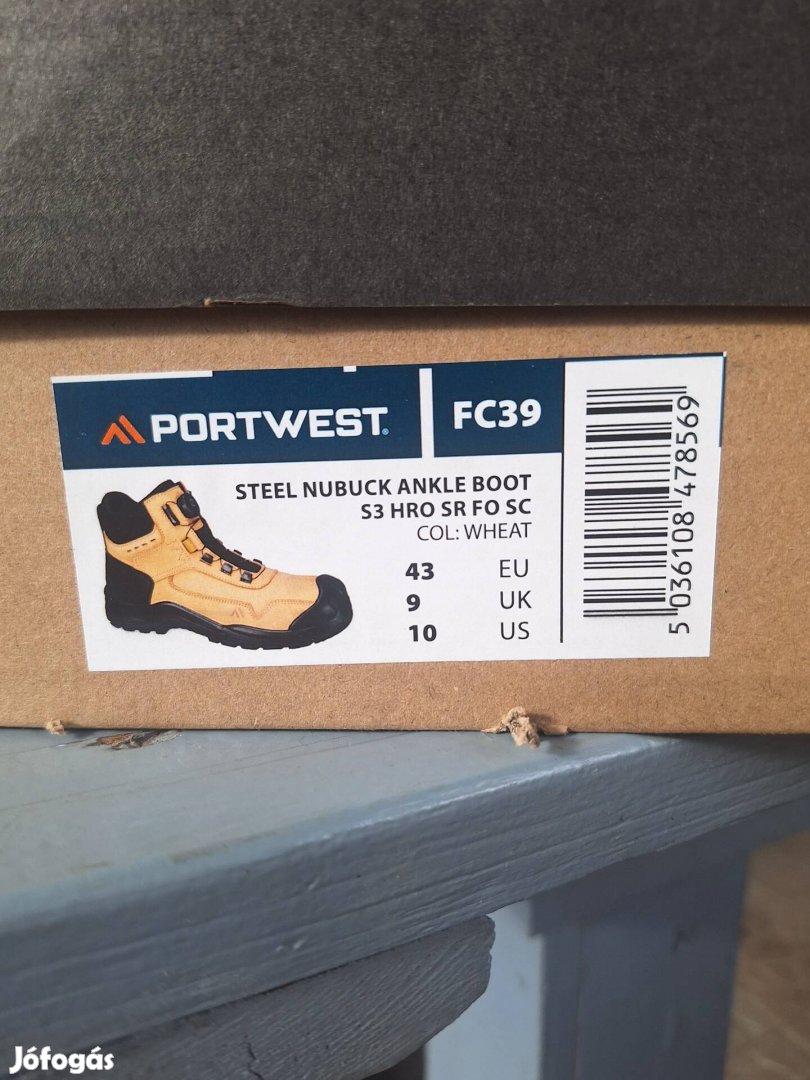 PORTWEST®
FC39
STEEL NUBUCK ANKLE BOOT
S3 HRO SR FO SC
COL: WHEAT
43 EU
9 UK
10 US
5 036108 478569
Jófogás